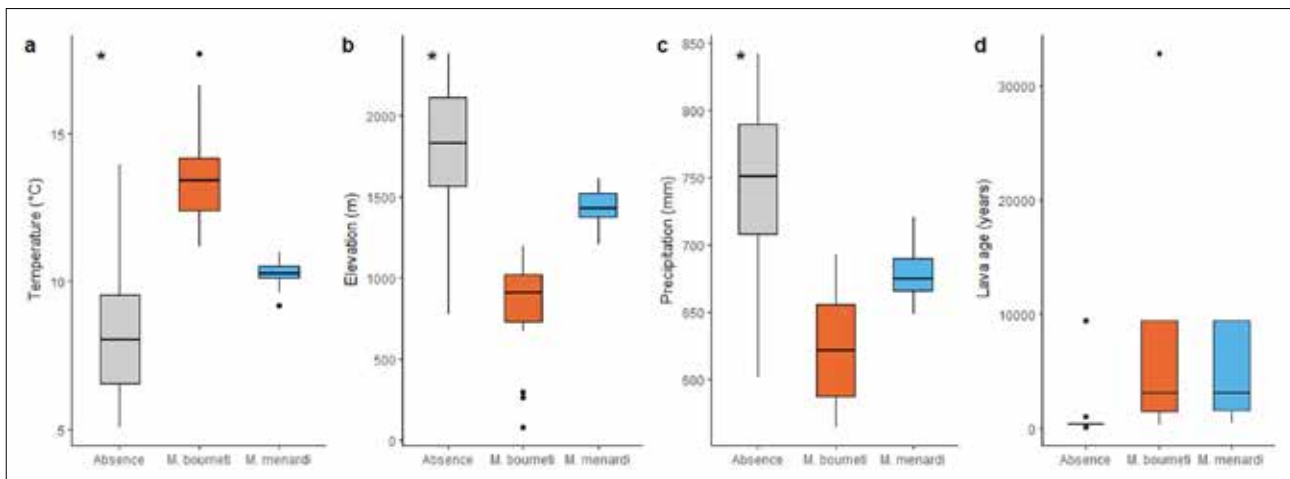 a
*
Temperature (°C)
15
10
5
Absence
M. bourneti
M. menardi
b
*
Elevation (m)
2000
1500
1000
500
0
Absence
M. bourneti
M. menardi
c
*
Precipitation (mm)
850
800
750
700
650
600
Absence
M. bourneti
M. menardi
d
Lava age (years)
30000
20000
10000
0
Absence
M. bourneti
M. menardi